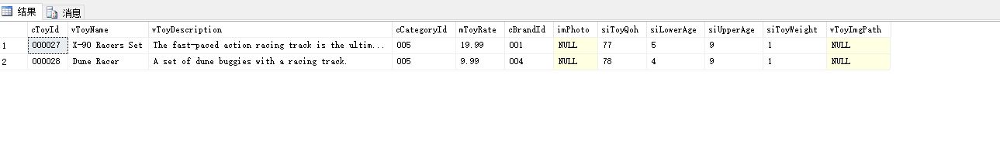 结果 消息
cToyId vToyName vToyDescription cCategoryId mToyRate cBrandId imPhoto siToyQoh siLowerAge siUpperAge siToyWeight vToyImgPath
1 000027 X-90 Racers Set The fast-paced action racing track is the ultim... 005 19.99 001 NULL 77 5 9 1 NULL
2 000028 Dune Racer A set of dune buggies with a racing track. 005 9.99 004 NULL 78 4 9 1 NULL